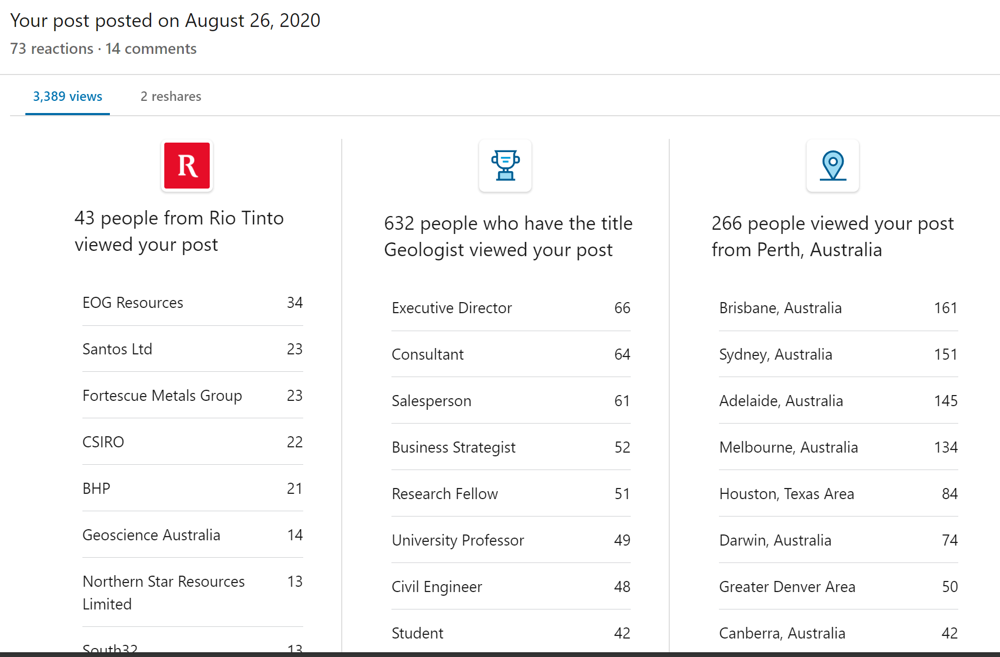 Your post posted on August 26, 2020
73 reactions · 14 comments
3,389 views
2 reshares
R
43 people from Rio Tinto
viewed your post
EOG Resources 34
Santos Ltd 23
Fortescue Metals Group 23
CSIRO 22
BHP 21
Geoscience Australia 14
Northern Star Resources 13
Limited
South32 13
632 people who have the title
Geologist viewed your post
Executive Director 66
Consultant 64
Salesperson 61
Business Strategist 52
Research Fellow 51
University Professor 49
Civil Engineer 48
Student 42
266 people viewed your post
from Perth, Australia
Brisbane, Australia 161
Sydney, Australia 151
Adelaide, Australia 145
Melbourne, Australia 134
Houston, Texas Area 84
Darwin, Australia 74
Greater Denver Area 50
Canberra, Australia 42